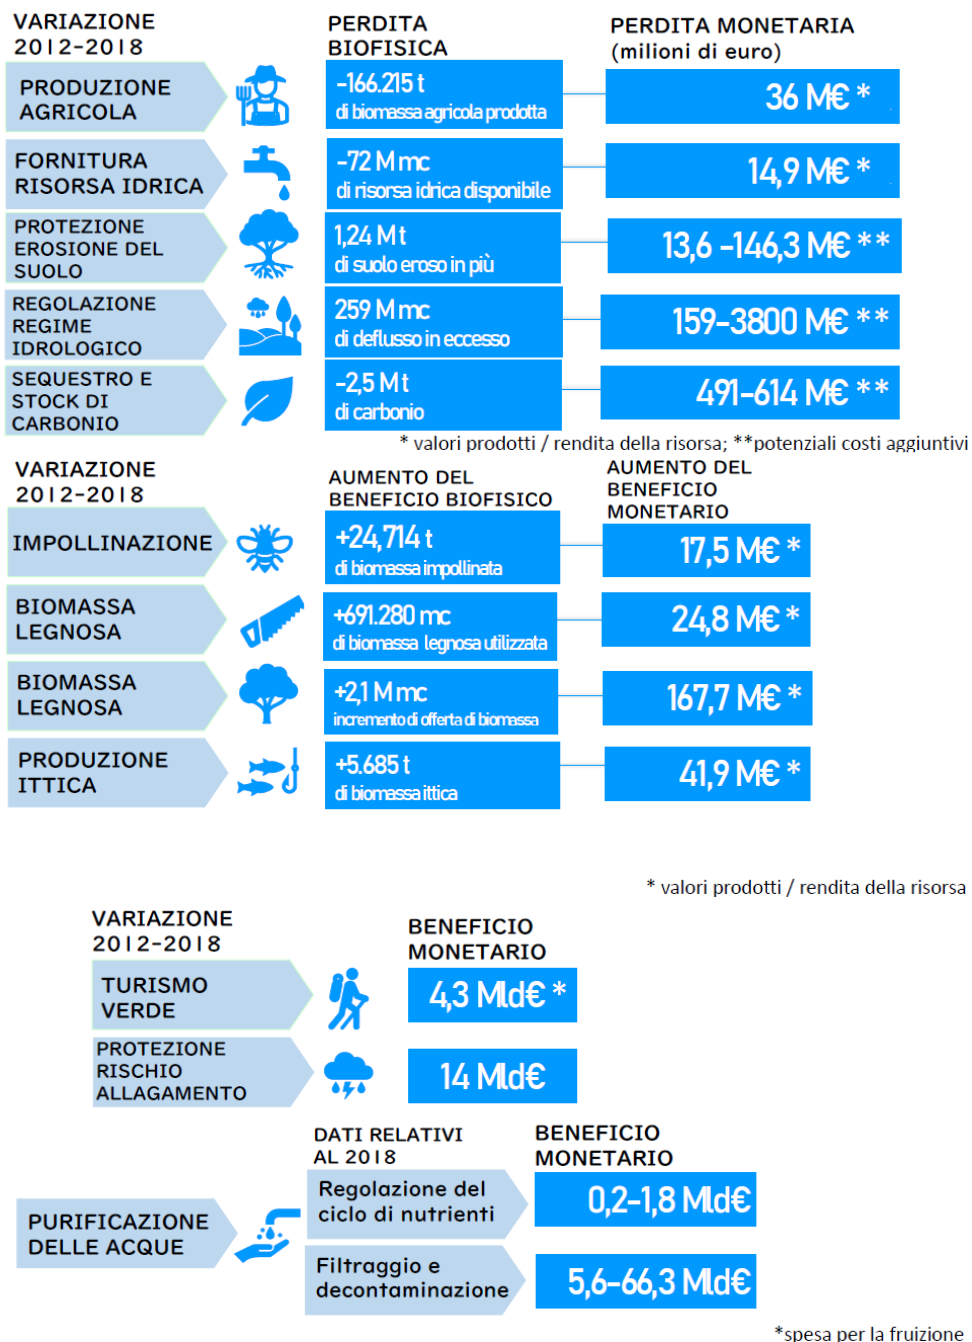 VARIAZIONE
2012-2018
PERDITA
BIOFISICA
PERDITA MONETARIA
(milioni di euro)
PRODUZIONE
AGRICOLA
-166.215 t
di biomassa agricola prodotta
36 M€ *
FORNITURA
RISORSA IDRICA
-72 M mc
di risorsa idrica disponibile
14,9 M€ *
PROTEZIONE
EROSIONE DEL
SUOLO
1,24 M t
di suolo eroso in più
13,6 -146,3 M€ **
REGOLAZIONE
REGIME
IDROLOGICO
259 M mc
di deflusso in eccesso
159-3800 M€ **
SEQUESTRO E
STOCK DI
CARBONIO
-2,5 M t
di carbonio
491-614 M€ **
* valori prodotti / rendita della risorsa; **potenziali costi aggiuntivi
VARIAZIONE
2012-2018
AUMENTO DEL
BENEFICIO BIOFISICO
AUMENTO DEL
BENEFICIO
MONETARIO
IMPOLLINAZIONE
+24,714 t
di biomassa impollinata
17,5 M€ *
BIOMASSA
LEGNOSA
+691.280 mc
di biomassa legnosa utilizzata
24,8 M€ *
BIOMASSA
LEGNOSA
+2,1 M mc
incremento di offerta di biomassa
167,7 M€ *
PRODUZIONE
ITTICA
+5.685 t
di biomassa ittica
41,9 M€ *
* valori prodotti / rendita della risorsa
VARIAZIONE
2012-2018
BENEFICIO
MONETARIO
TURISMO
VERDE
4,3 Mld€ *
PROTEZIONE
RISCHIO
ALLAGAMENTO
14 Mld€
DATI RELATIVI
AL 2018
BENEFICIO
MONETARIO
PURIFICAZIONE
DELLE ACQUE
Regolazione del
ciclo di nutrienti
0,2-1,8 Mld€
Filtraggio e
decontaminazione
5,6-66,3 Mld€
*spesa per la fruizione